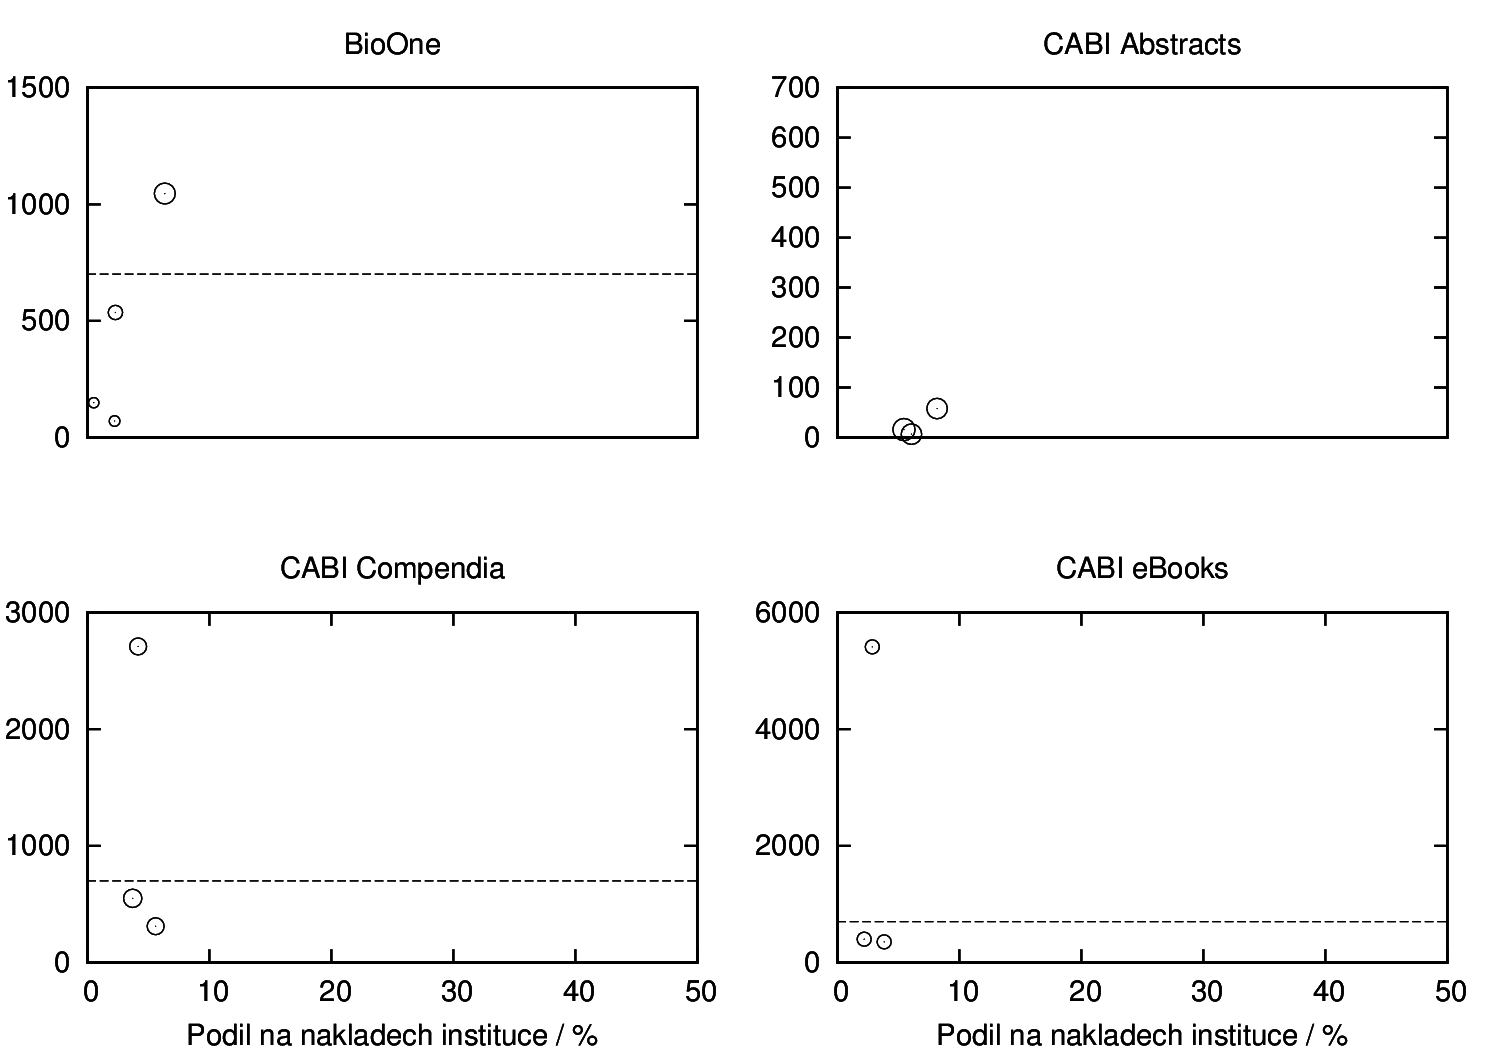 BioOne
1500
1000
500
0
CABI Abstracts
700
600
500
400
300
200
100
0
CABI Compendia
3000
2000
1000
0
0 10 20 30 40 50
Podil na nakladech instituce / %
CABI eBooks
6000
4000
2000
0
0 10 20 30 40 50
Podil na nakladech instituce / %